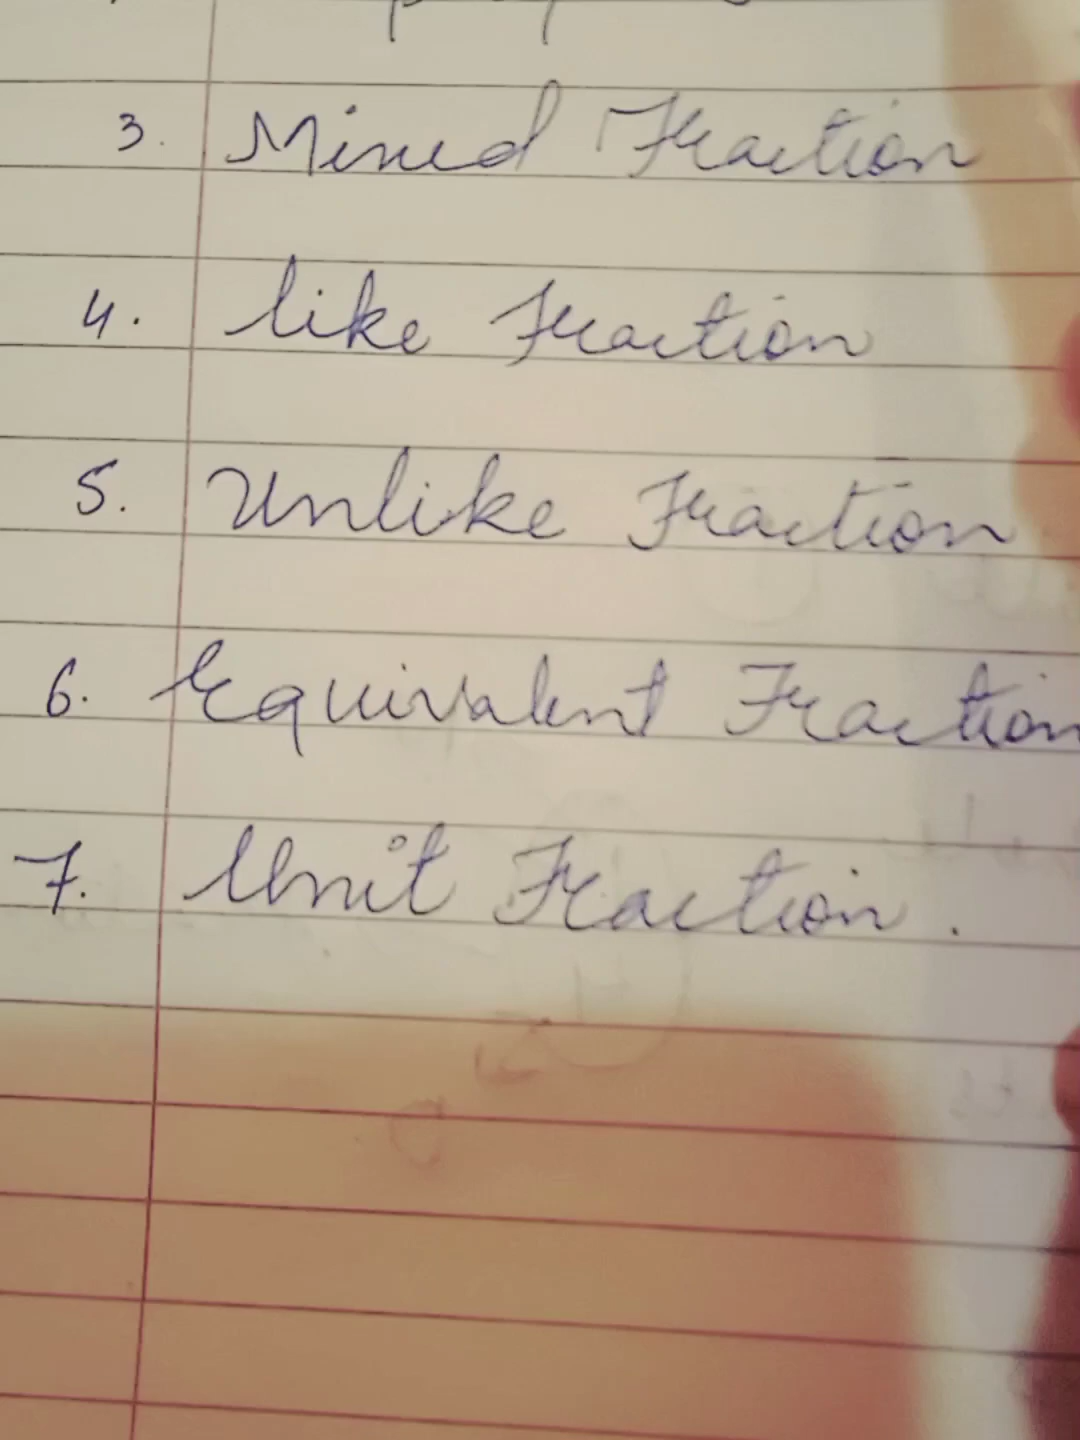 3. Mixed Fraction
4. like Fraction
5. Unlike Fraction
6. Equivalent Fraction
7. Unit Fraction.